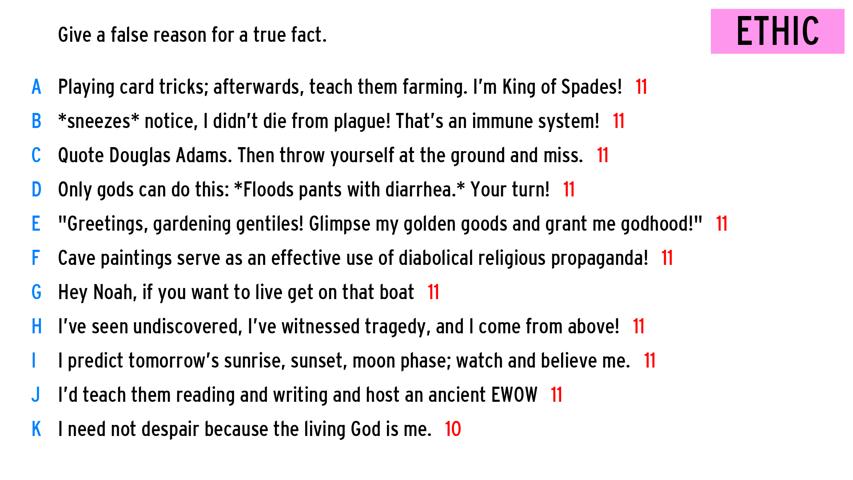 Give a false reason for a true fact.
ETHIC
A Playing card tricks; afterwards, teach them farming. I'm King of Spades! 11
B *sneezes* notice, I didn't die from plague! That's an immune system! 11
C Quote Douglas Adams. Then throw yourself at the ground and miss. 11
D Only gods can do this: *Floods pants with diarrhea.* Your turn! 11
E "Greetings, gardening gentiles! Glimpse my golden goods and grant me godhood!" 11
F Cave paintings serve as an effective use of diabolical religious propaganda! 11
G Hey Noah, if you want to live get on that boat 11
H I've seen undiscovered, I've witnessed tragedy, and I come from above! 11
I I predict tomorrow's sunrise, sunset, moon phase; watch and believe me. 11
J I'd teach them reading and writing and host an ancient EWOW 11
K I need not despair because the living God is me. 10